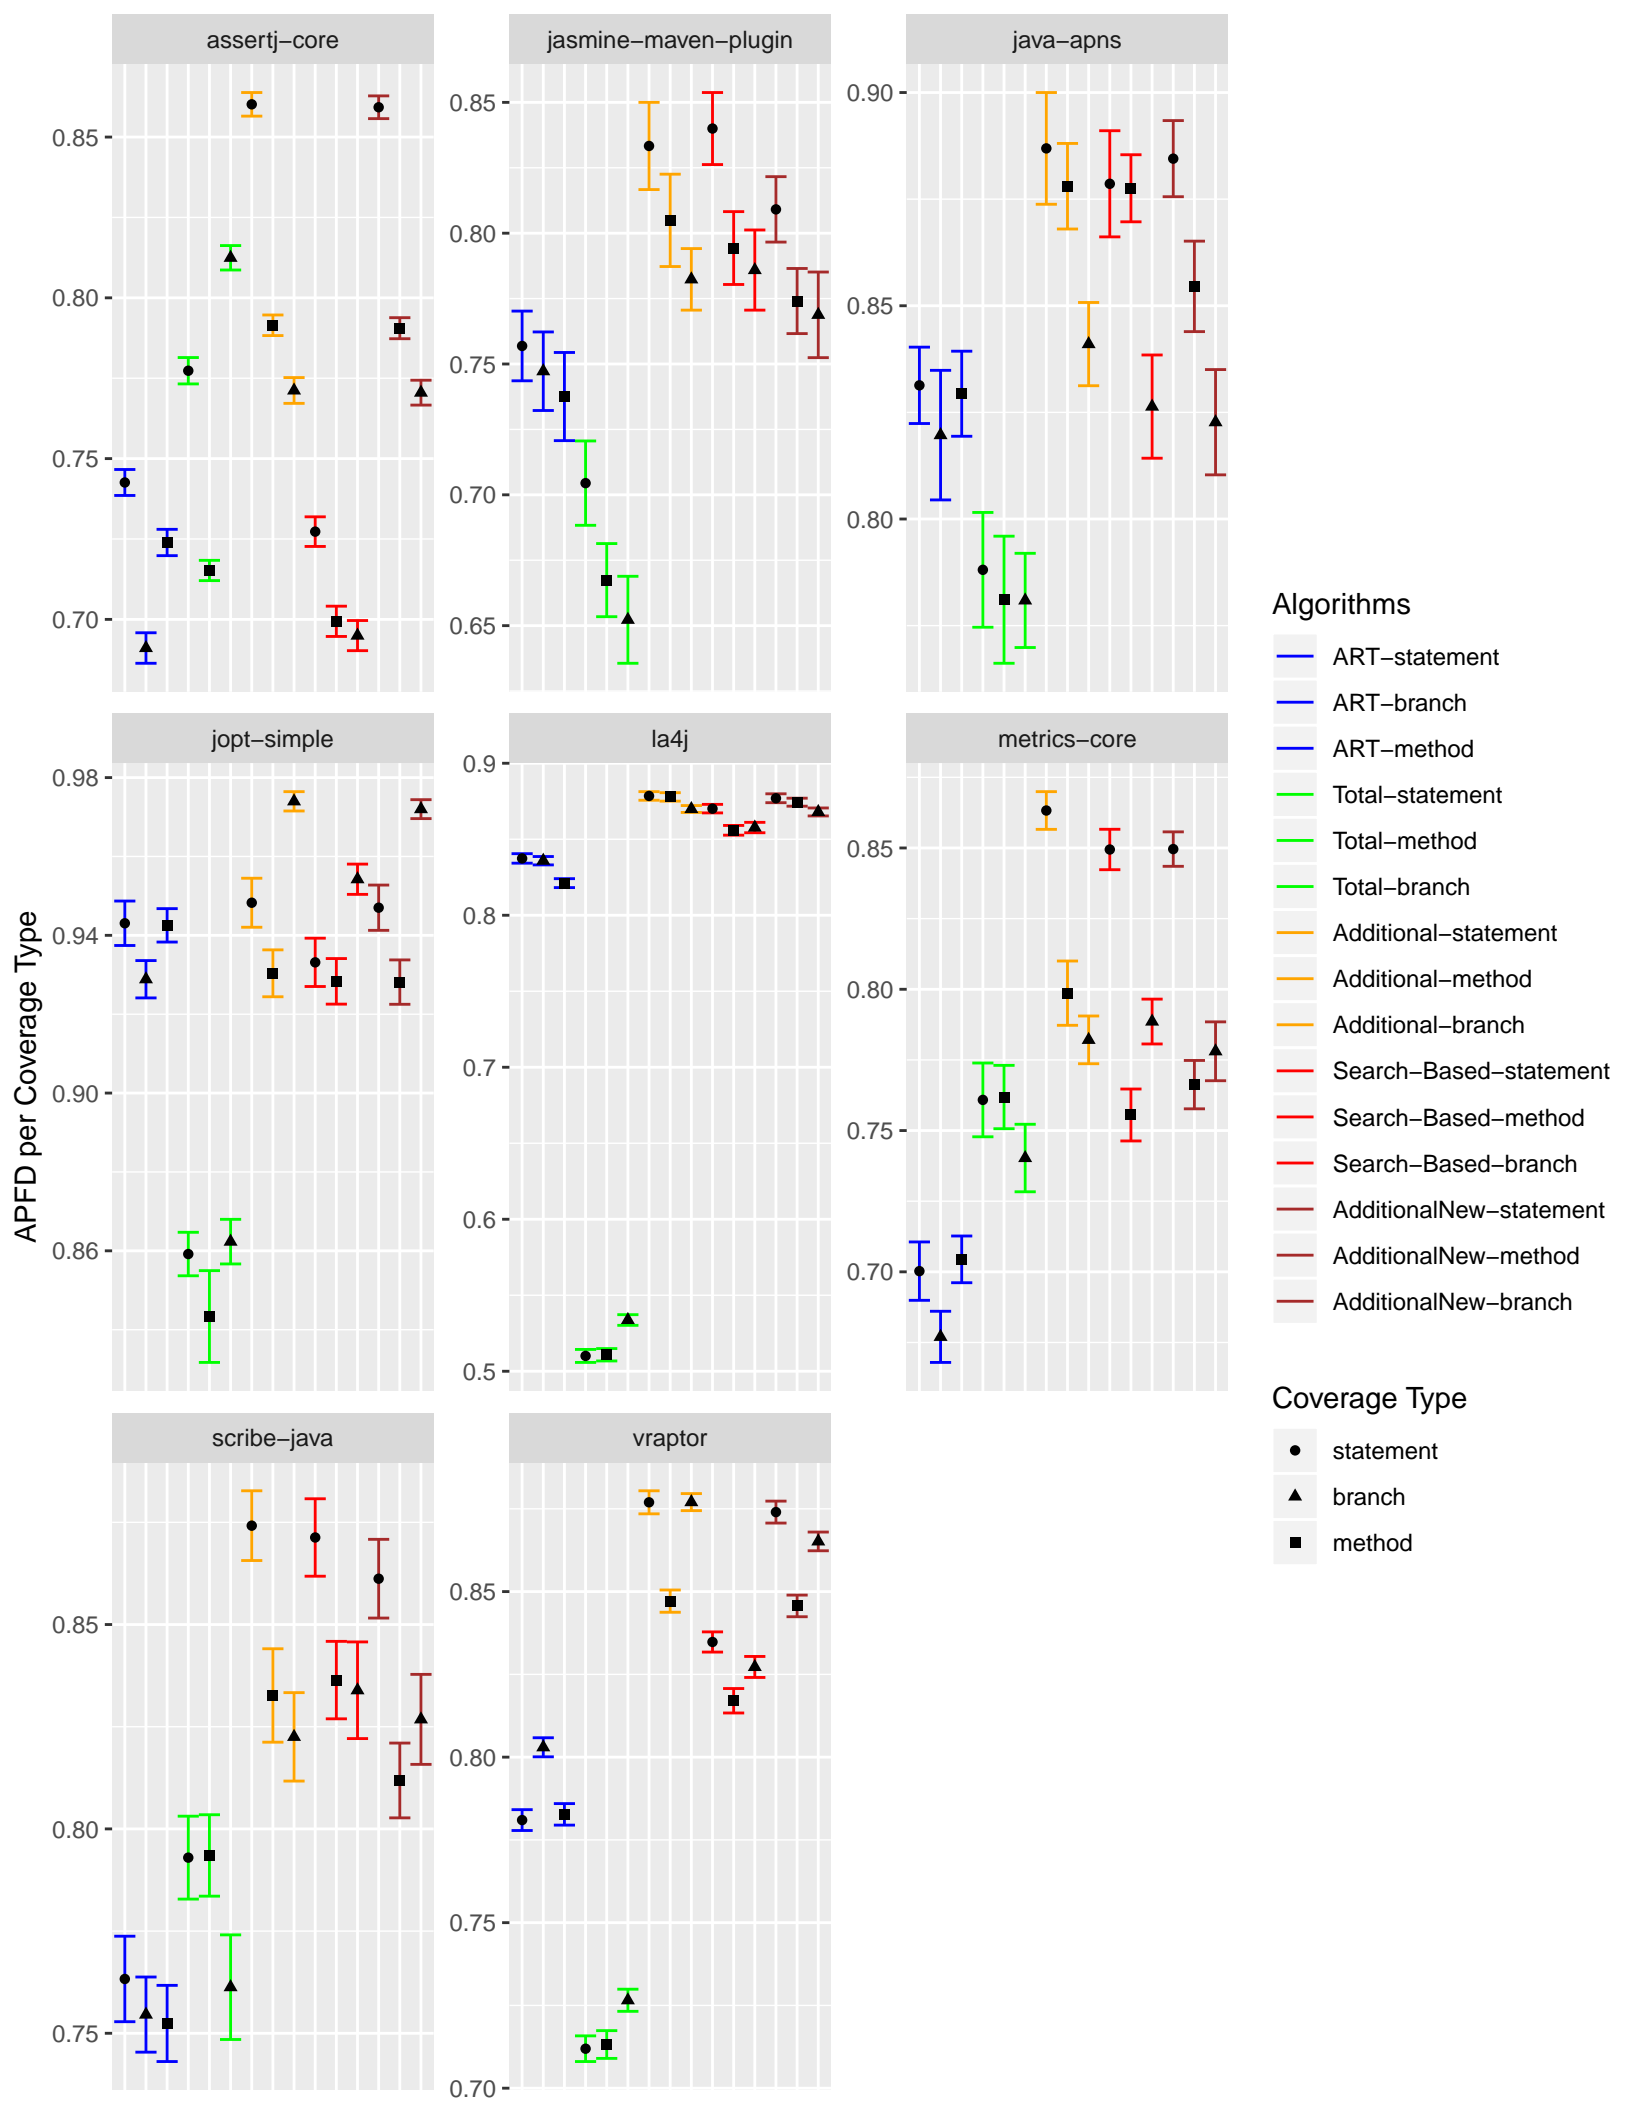 assertj−core
jasmine−maven−plugin
java−apns
0.85
0.80
0.75
0.70
0.85
0.80
0.75
0.70
0.65
0.90
0.85
0.80
jopt−simple
la4j
metrics−core
0.98
0.94
0.90
0.86
0.9
0.8
0.7
0.6
0.5
0.85
0.80
0.75
0.70
scribe−java
vraptor
0.85
0.80
0.75
0.85
0.80
0.75
0.70
APFD per Coverage Type
Algorithms
ART−statement
ART−branch
ART−method
Total−statement
Total−method
Total−branch
Additional−statement
Additional−method
Additional−branch
Search−Based−statement
Search−Based−method
Search−Based−branch
AdditionalNew−statement
AdditionalNew−method
AdditionalNew−branch
Coverage Type
statement
branch
method